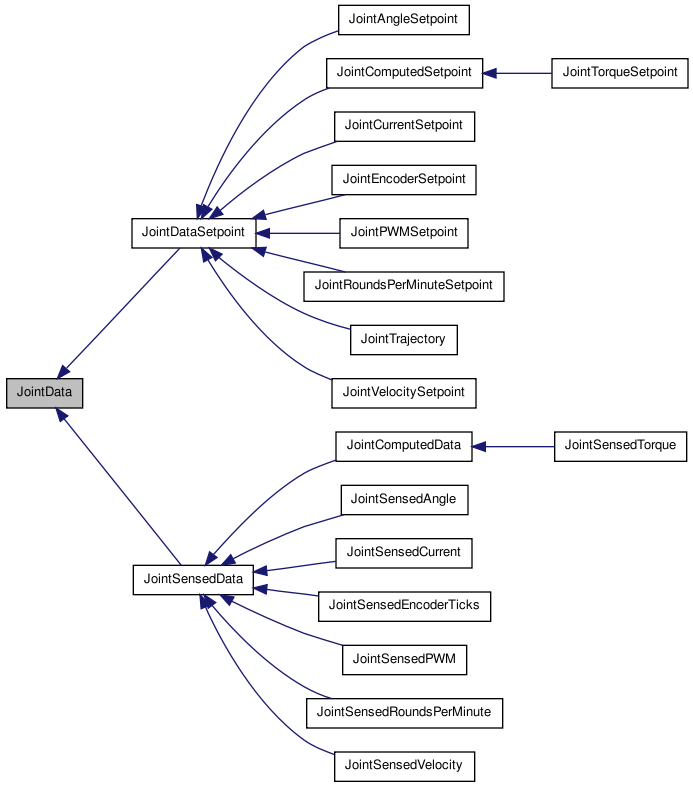 JointAngleSetpoint
JointComputedSetpoint
JointTorqueSetpoint
JointCurrentSetpoint
JointEncoderSetpoint
JointDataSetpoint
JointPWMSetpoint
JointRoundsPerMinuteSetpoint
JointTrajectory
JointData
JointVelocitySetpoint
JointComputedData
JointSensedTorque
JointSensedAngle
JointSensedCurrent
JointSensedData
JointSensedEncoderTicks
JointSensedPWM
JointSensedRoundsPerMinute
JointSensedVelocity